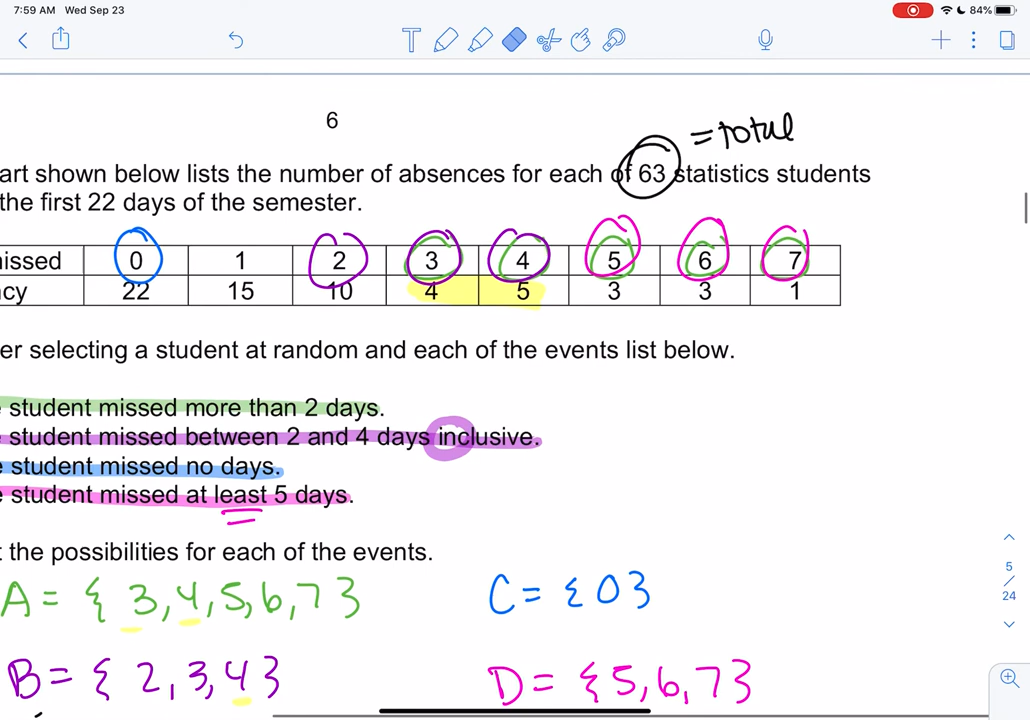 7:59 AM Wed Sep 23
84%
T
6
= total
art shown below lists the number of absences for each of 63 statistics students
the first 22 days of the semester.
issed 0 1 2 3 4 5 6 7
cy 22 15 10 4 5 3 3 1
er selecting a student at random and each of the events list below.
student missed more than 2 days.
student missed between 2 and 4 days inclusive.
student missed no days.
student missed at least 5 days.
t the possibilities for each of the events.
A = { 3, 4, 5, 6, 7 }
C = { 0 }
B = { 2, 3, 4 }
D = { 5, 6, 7 }
5
/
24